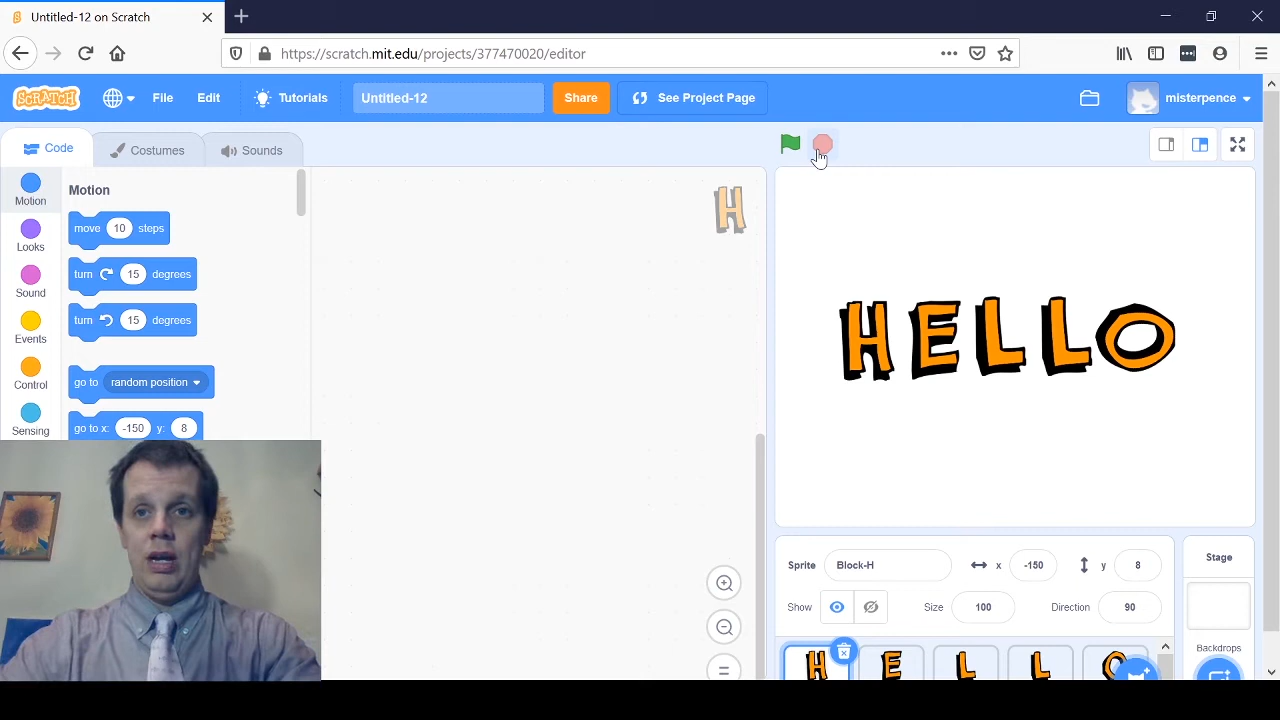 Untitled-12 on Scratch
https://scratch.mit.edu/projects/377470020/editor
SCRATCH
File
Edit
Tutorials
Untitled-12
Share
See Project Page
misterpence
Code
Costumes
Sounds
Motion
Looks
Sound
Events
Control
Sensing
Motion
move 10 steps
turn 15 degrees
turn 15 degrees
go to random position
go to x: -150 y: 8
H
HELLO
Sprite Block-H x -150 y 8
Show Size 100 Direction 90
Stage
Backdrops
H E L L O